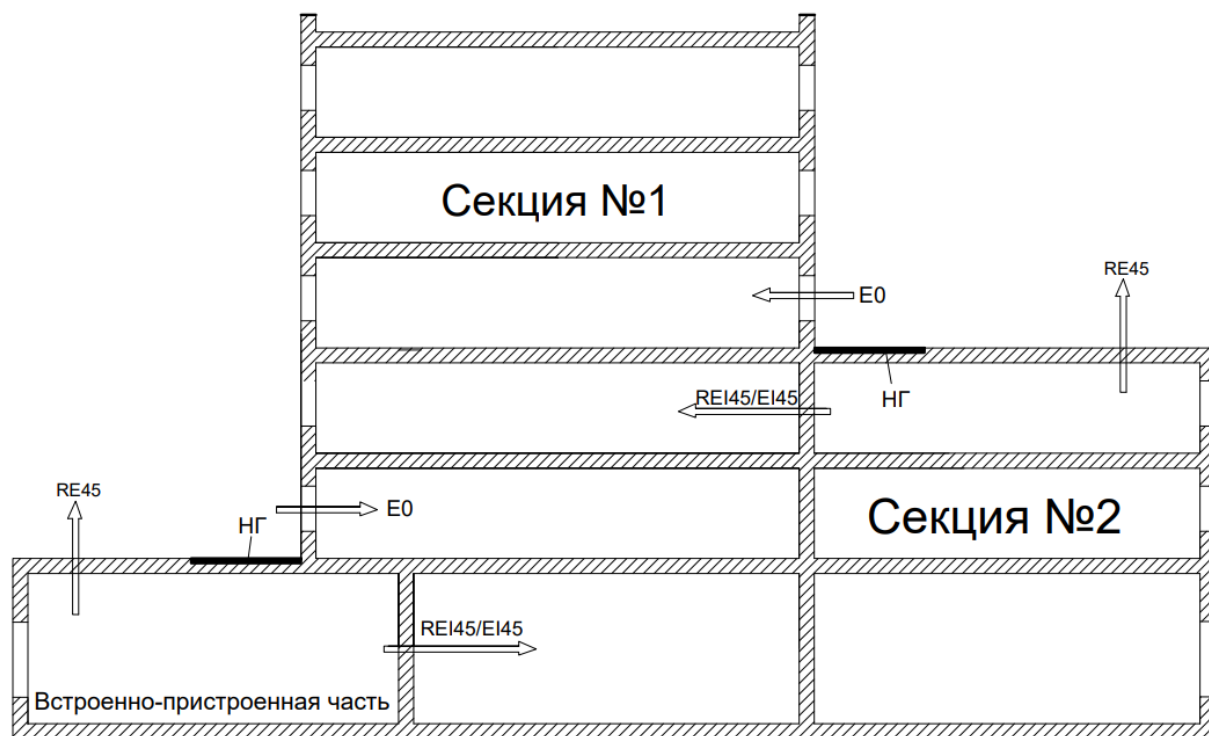 Секция №1
RE45
E0
REI45/EI45
НГ
RE45
НГ
E0
Секция №2
REI45/EI45
Встроенно-пристроенная часть